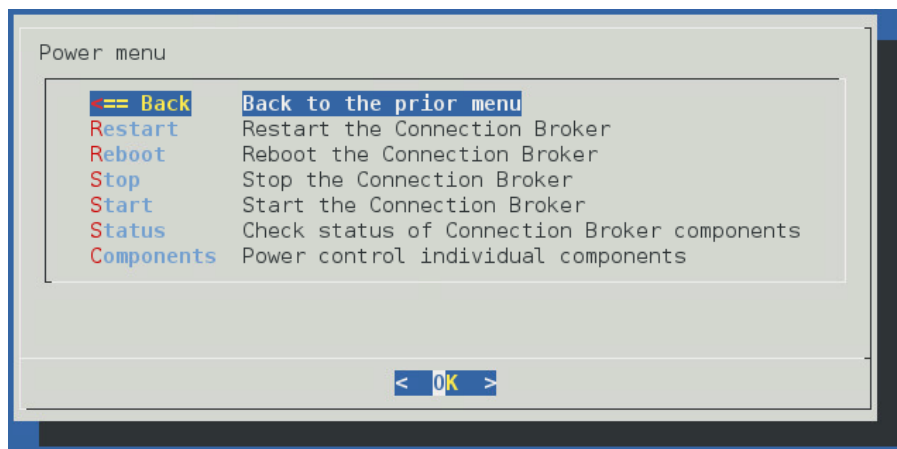 Power menu
<== Back Back to the prior menu
Restart Restart the Connection Broker
Reboot Reboot the Connection Broker
Stop Stop the Connection Broker
Start Start the Connection Broker
Status Check status of Connection Broker components
Components Power control individual components
< OK >